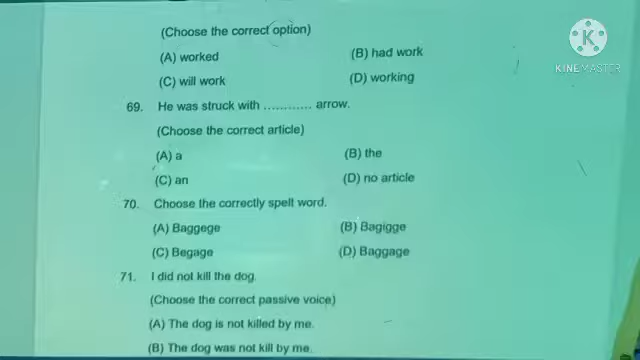 (Choose the correct option)
(A) worked (B) had work
(C) will work (D) working
69. He was struck with ............ arrow.
(Choose the correct article)
(A) a (B) the
(C) an (D) no article
70. Choose the correctly spelt word.
(A) Baggege (B) Bagigge
(C) Begage (D) Baggage
71. I did not kill the dog.
(Choose the correct passive voice)
(A) The dog is not killed by me.
(B) The dog was not kill by me.
KINEMASTER